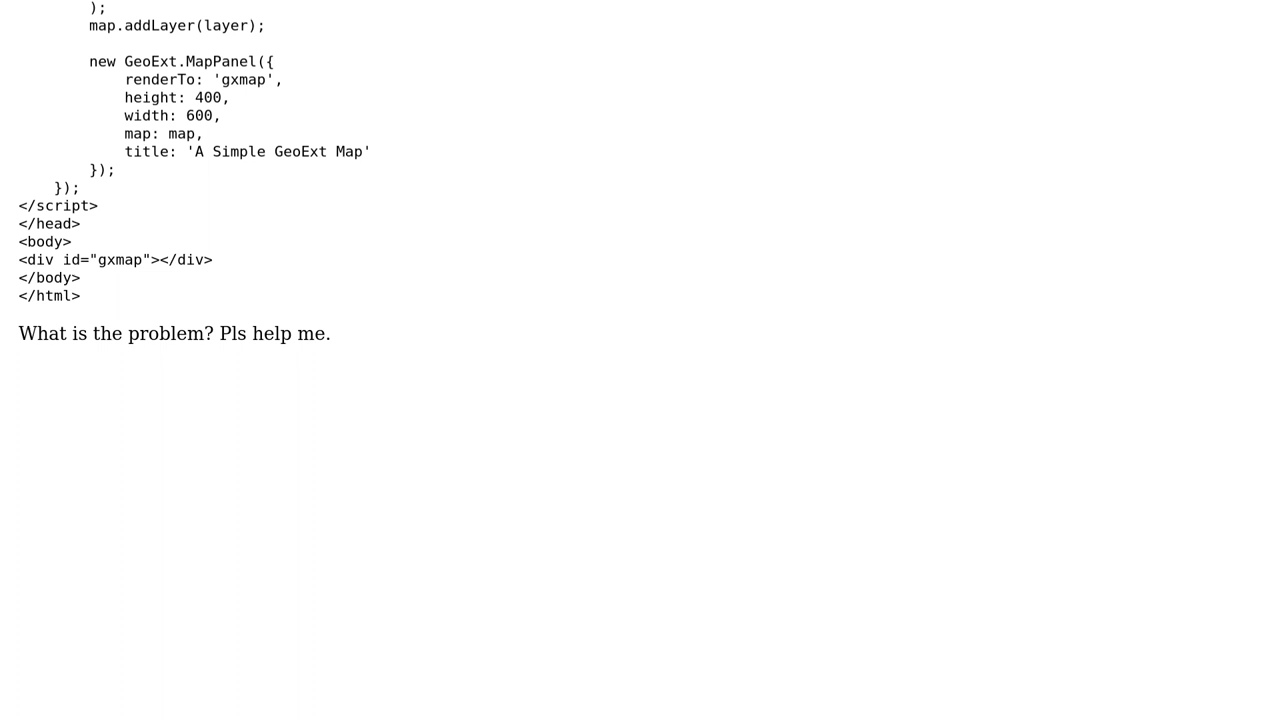 );
        map.addLayer(layer);

        new GeoExt.MapPanel({
            renderTo: 'gxmap',
            height: 400,
            width: 600,
            map: map,
            title: 'A Simple GeoExt Map'
        });
    });
</script>
</head>
<body>
<div id="gxmap"></div>
</body>
</html>
What is the problem? Pls help me.